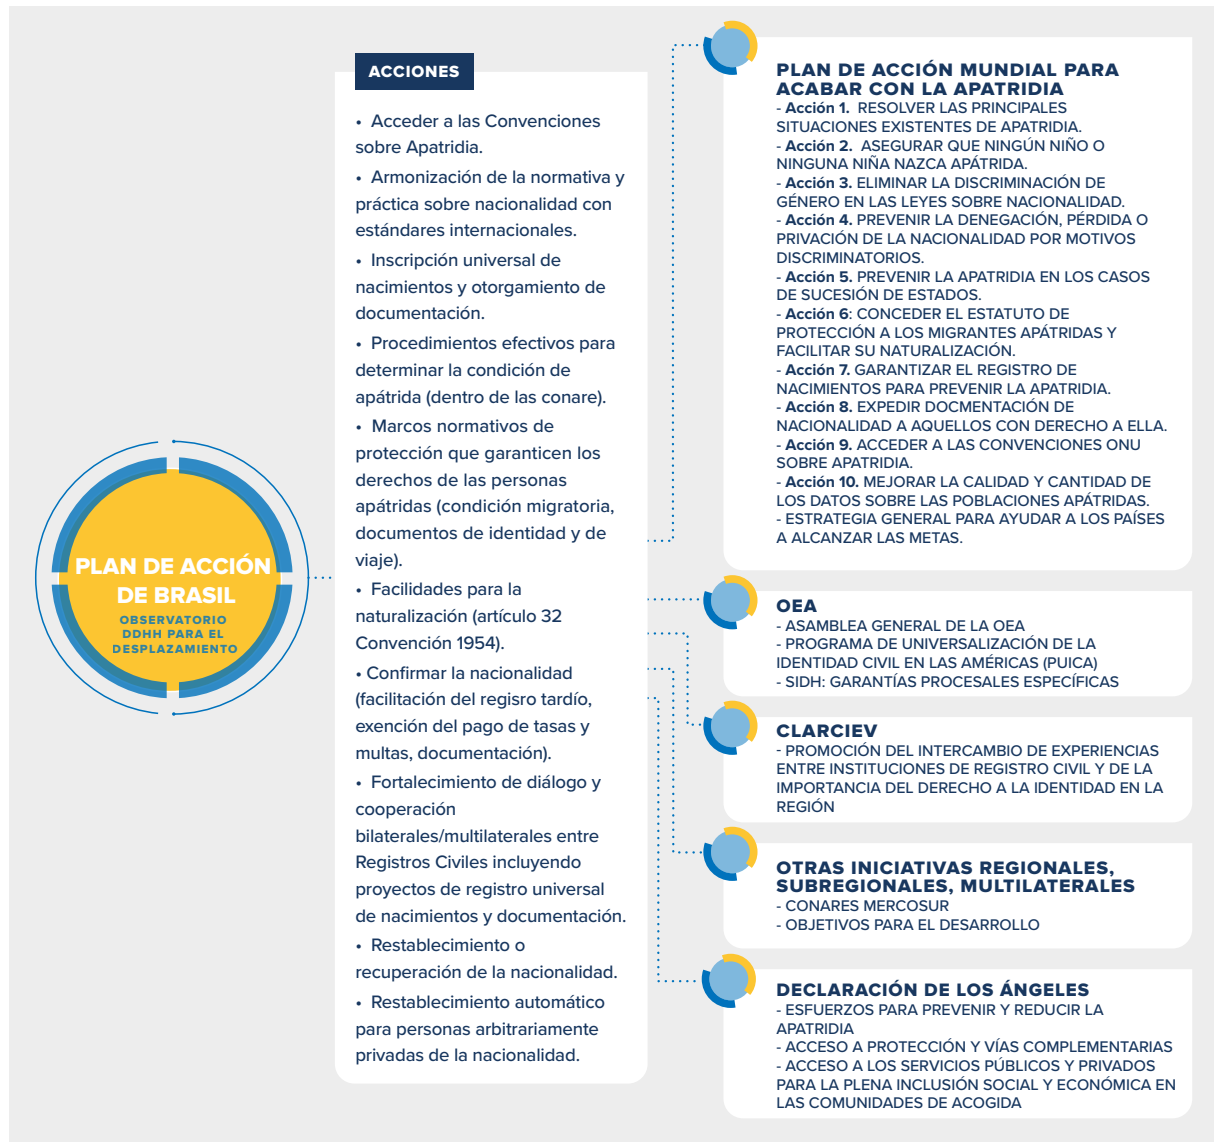 PLAN DE ACCIÓN
DE BRASIL
OBSERVATORIO
DDHH PARA EL
DESPLAZAMIENTO
ACCIONES
• Acceder a las Convenciones
sobre Apatridia.
• Armonización de la normativa y
práctica sobre nacionalidad con
estándares internacionales.
• Inscripción universal de
nacimientos y otorgamiento de
documentación.
• Procedimientos efectivos para
determinar la condición de
apátrida (dentro de las conare).
• Marcos normativos de
protección que garanticen los
derechos de las personas
apátridas (condición migratoria,
documentos de identidad y de
viaje).
• Facilidades para la
naturalización (artículo 32
Convención 1954).
• Confirmar la nacionalidad
(facilitación del regisro tardío,
exención del pago de tasas y
multas, documentación).
• Fortalecimiento de diálogo y
cooperación
bilaterales/multilaterales entre
Registros Civiles incluyendo
proyectos de registro universal
de nacimientos y documentación.
• Restablecimiento o
recuperación de la nacionalidad.
• Restablecimiento automático
para personas arbitrariamente
privadas de la nacionalidad.
PLAN DE ACCIÓN MUNDIAL PARA
ACABAR CON LA APATRIDIA
- Acción 1. RESOLVER LAS PRINCIPALES
SITUACIONES EXISTENTES DE APATRIDIA.
- Acción 2. ASEGURAR QUE NINGÚN NIÑO O
NINGUNA NIÑA NAZCA APÁTRIDA.
- Acción 3. ELIMINAR LA DISCRIMINACIÓN DE
GÉNERO EN LAS LEYES SOBRE NACIONALIDAD.
- Acción 4. PREVENIR LA DENEGACIÓN, PÉRDIDA O
PRIVACIÓN DE LA NACIONALIDAD POR MOTIVOS
DISCRIMINATORIOS.
- Acción 5. PREVENIR LA APATRIDIA EN LOS CASOS
DE SUCESIÓN DE ESTADOS.
- Acción 6: CONCEDER EL ESTATUTO DE
PROTECCIÓN A LOS MIGRANTES APÁTRIDAS Y
FACILITAR SU NATURALIZACIÓN.
- Acción 7. GARANTIZAR EL REGISTRO DE
NACIMIENTOS PARA PREVENIR LA APATRIDIA.
- Acción 8. EXPEDIR DOCMENTACIÓN DE
NACIONALIDAD A AQUELLOS CON DERECHO A ELLA.
- Acción 9. ACCEDER A LAS CONVENCIONES ONU
SOBRE APATRIDIA.
- Acción 10. MEJORAR LA CALIDAD Y CANTIDAD DE
LOS DATOS SOBRE LAS POBLACIONES APÁTRIDAS.
- ESTRATEGIA GENERAL PARA AYUDAR A LOS PAÍSES
A ALCANZAR LAS METAS.
OEA
- ASAMBLEA GENERAL DE LA OEA
- PROGRAMA DE UNIVERSALIZACIÓN DE LA
IDENTIDAD CIVIL EN LAS AMÉRICAS (PUICA)
- SIDH: GARANTÍAS PROCESALES ESPECÍFICAS
CLARCIEV
- PROMOCIÓN DEL INTERCAMBIO DE EXPERIENCIAS
ENTRE INSTITUCIONES DE REGISTRO CIVIL Y DE LA
IMPORTANCIA DEL DERECHO A LA IDENTIDAD EN LA
REGIÓN
OTRAS INICIATIVAS REGIONALES,
SUBREGIONALES, MULTILATERALES
- CONARES MERCOSUR
- OBJETIVOS PARA EL DESARROLLO
DECLARACIÓN DE LOS ÁNGELES
- ESFUERZOS PARA PREVENIR Y REDUCIR LA
APATRIDIA
- ACCESO A PROTECCIÓN Y VÍAS COMPLEMENTARIAS
- ACCESO A LOS SERVICIOS PÚBLICOS Y PRIVADOS
PARA LA PLENA INCLUSIÓN SOCIAL Y ECONÓMICA EN
LAS COMUNIDADES DE ACOGIDA